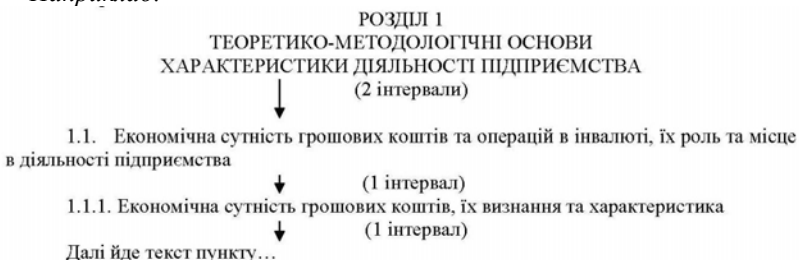 Наприклад:
РОЗДІЛ 1
ТЕОРЕТИКО-МЕТОДОЛОГІЧНІ ОСНОВИ
ХАРАКТЕРИСТИКИ ДІЯЛЬНОСТІ ПІДПРИЄМСТВА
(2 інтервали)
1.1. Економічна сутність грошових коштів та операцій в інвалюті, їх роль та місце
в діяльності підприємства
(1 інтервал)
1.1.1. Економічна сутність грошових коштів, їх визнання та характеристика
(1 інтервал)
Далі йде текст пункту…